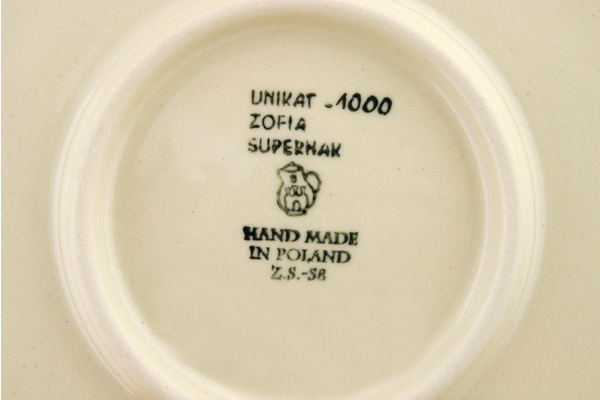 UNIKAT -1000
ZOFIA
SUPERNAK
HAND MADE
IN POLAND
Z.S.-58